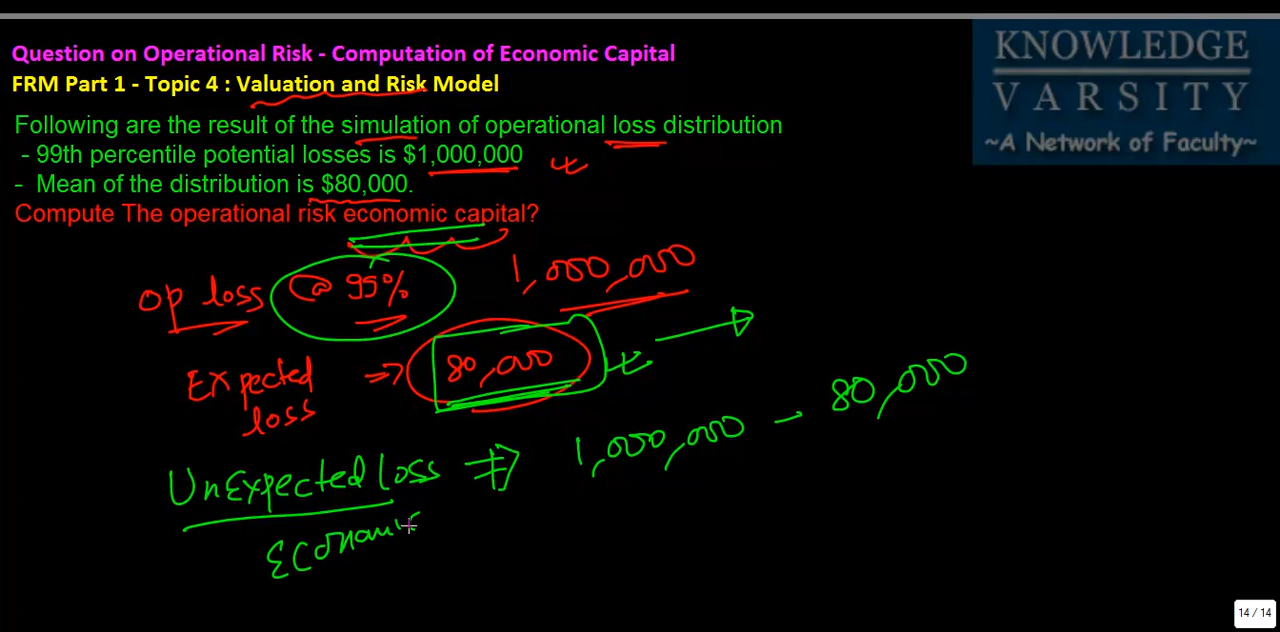 Question on Operational Risk - Computation of Economic Capital
FRM Part 1 - Topic 4 : Valuation and Risk Model
KNOWLEDGE
VARSITY
~A Network of Faculty~
Following are the result of the simulation of operational loss distribution
- 99th percentile potential losses is $1,000,000
- Mean of the distribution is $80,000.
Compute The operational risk economic capital?
op loss @ 99% 1,000,000
Expected loss => 80,000
UnExpected loss => 1,000,000 - 80,000
Economi
14 / 14